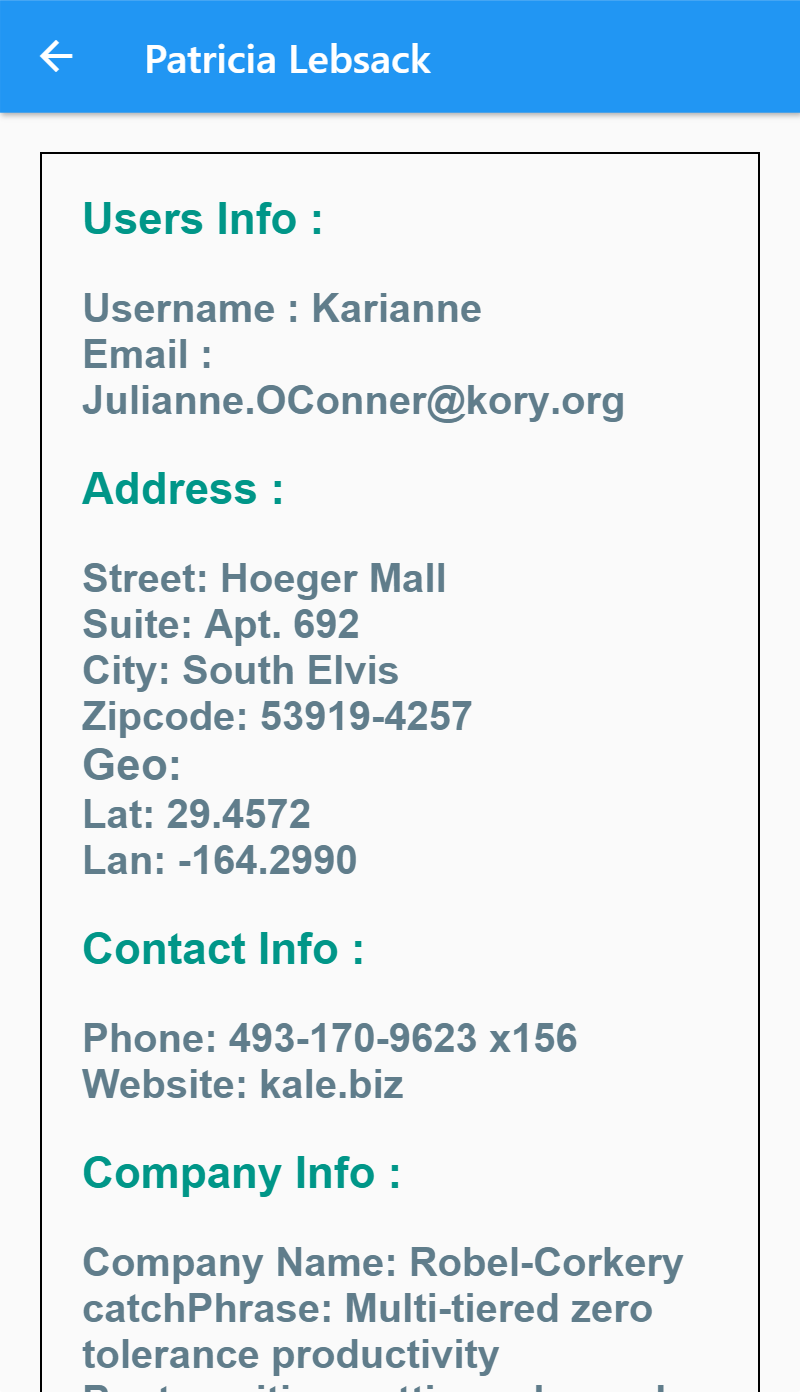 Patricia Lebsack
Users Info :
Username : Karianne
Email :
Julianne.OConner@kory.org
Address :
Street: Hoeger Mall
Suite: Apt. 692
City: South Elvis
Zipcode: 53919-4257
Geo:
Lat: 29.4572
Lan: -164.2990
Contact Info :
Phone: 493-170-9623 x156
Website: kale.biz
Company Info :
Company Name: Robel-Corkery
catchPhrase: Multi-tiered zero
tolerance productivity